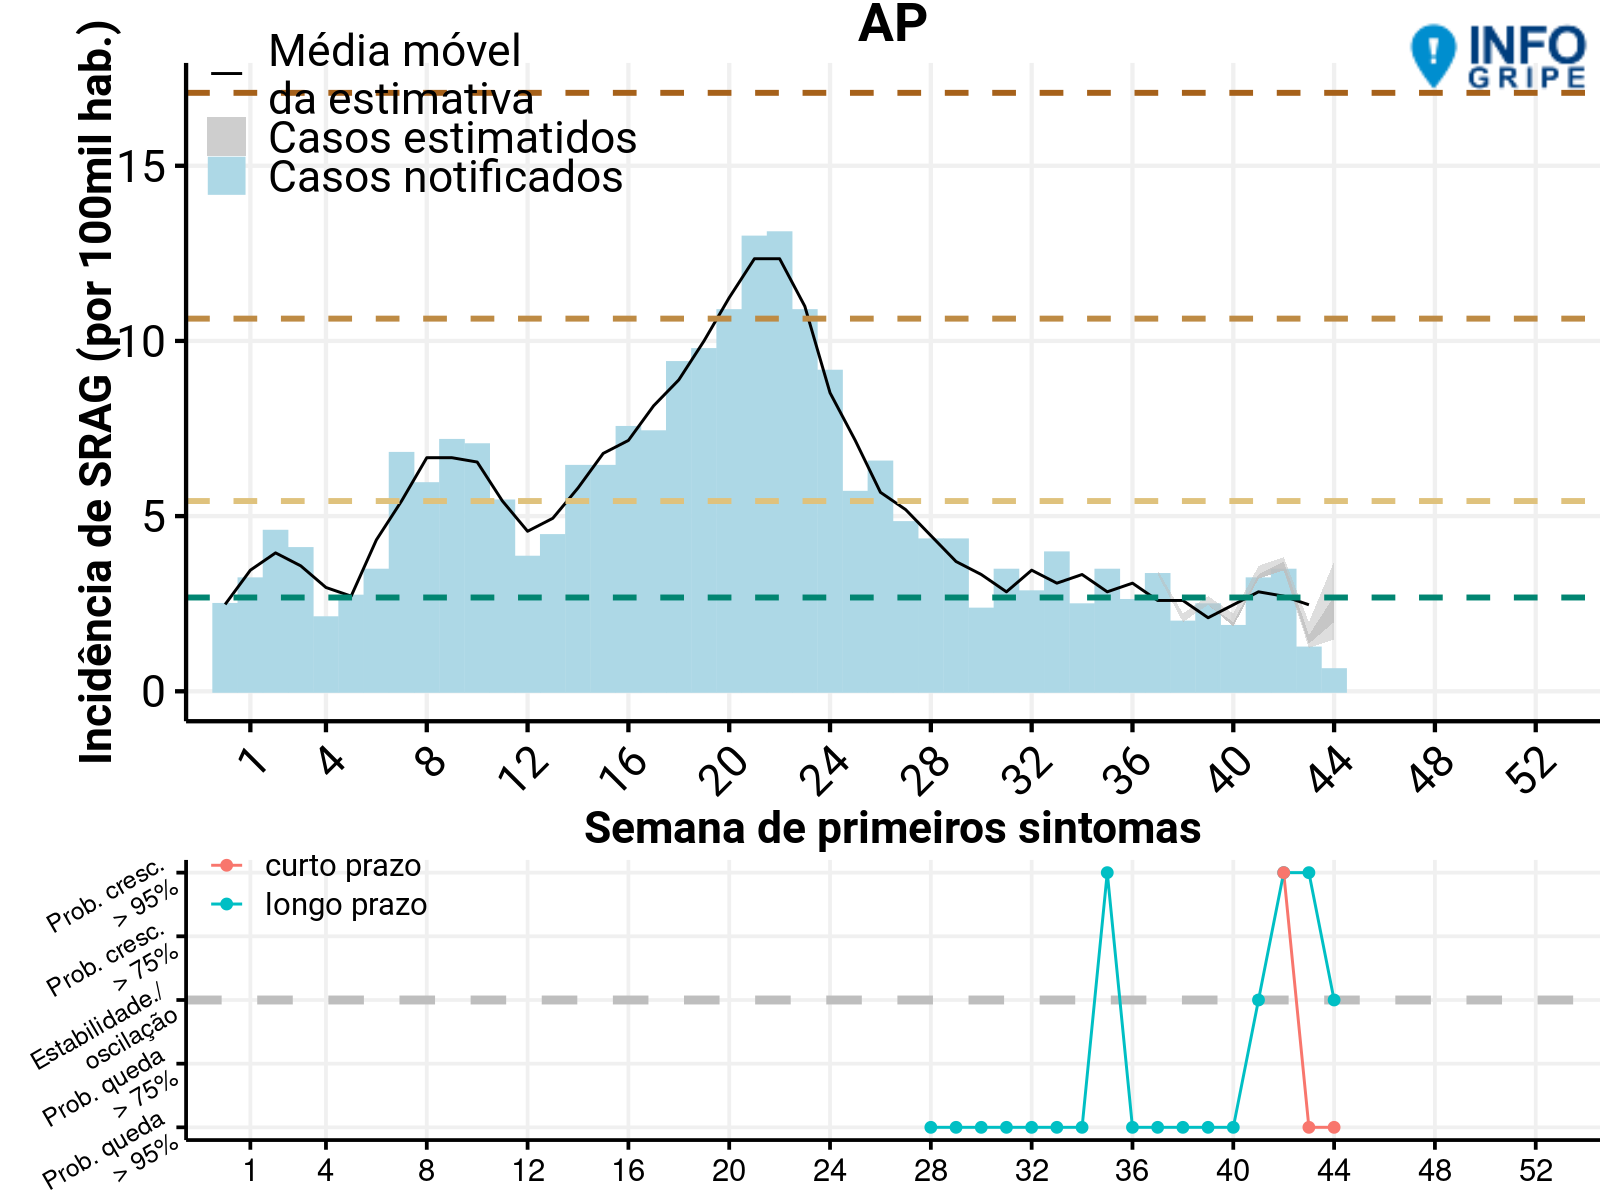 AP
INFO
GRIPE
Média móvel
da estimativa
Casos estimatidos
Casos notificados
Incidência de SRAG (por 100mil hab.)
15
10
5
0
1 4 8 12 16 20 24 28 32 36 40 44 48 52
Semana de primeiros sintomas
curto prazo
longo prazo
Prob. cresc.
> 95%
Prob. cresc.
> 75%
Estabilidade./
oscilação
Prob. queda
> 75%
Prob. queda
> 95%
1 4 8 12 16 20 24 28 32 36 40 44 48 52